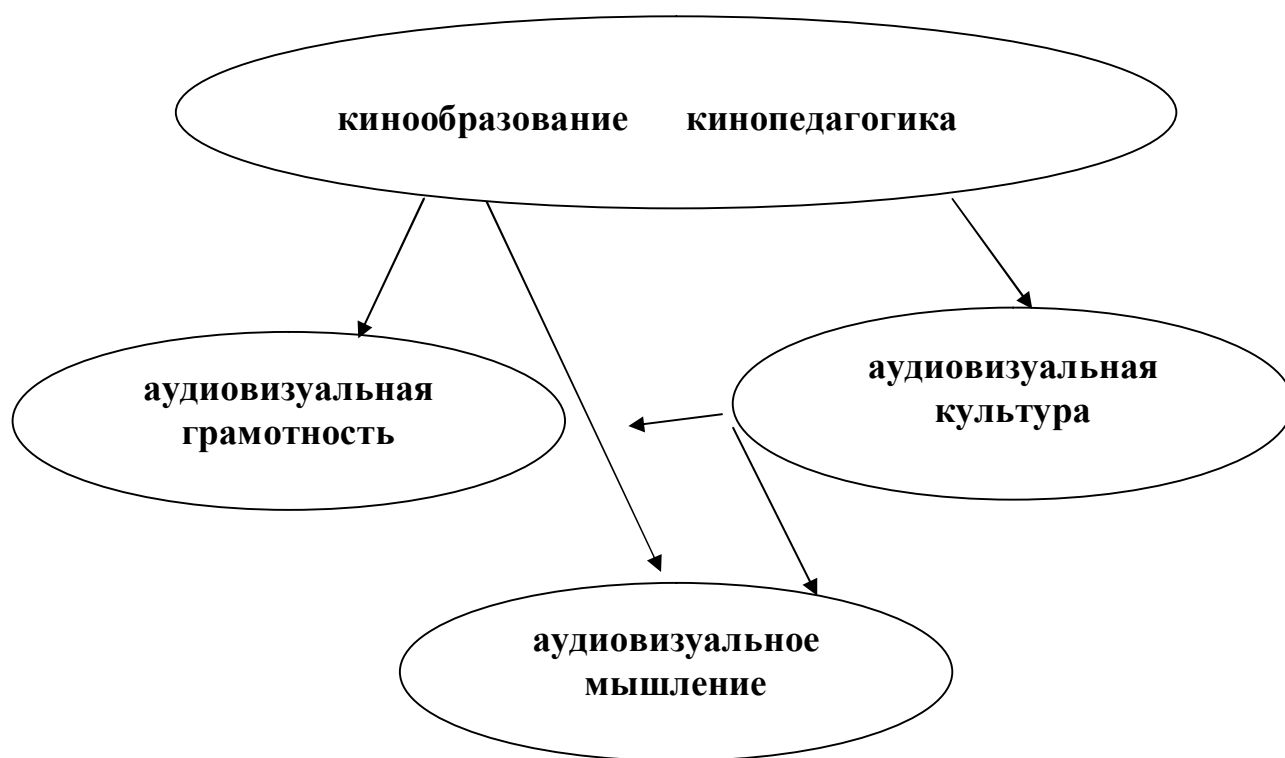 кинообразование кинопедагогика
аудиовизуальная
грамотность
аудиовизуальная
культура
аудиовизуальное
мышление